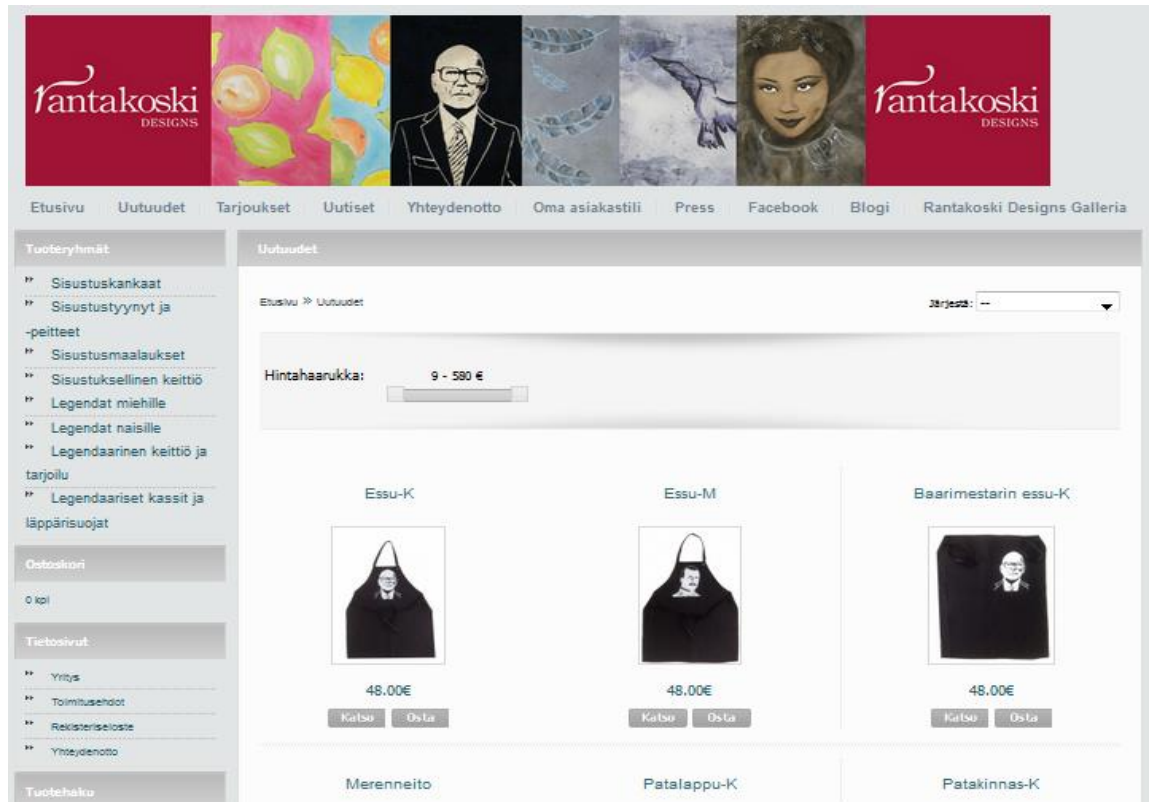 rantakoski
DESIGNS
rantakoski
DESIGNS
Etusivu Uutuudet Tarjoukset Uutiset Yhteydenotto Oma asiakastili Press Facebook Blogi Rantakoski Designs Galleria
Tuoteryhmät
Sisustuskankaat
Sisustustyynyt ja
-peitteet
Sisustusmaalaukset
Sisustuksellinen keittiö
Legendat miehille
Legendat naisille
Legendaarinen keittiö ja
tarjoilu
Legendaariset kassit ja
läppärisuojat
Ostoskori
0 kpl
Tietosivut
Yritys
Toimitusehdot
Rekisteriseloste
Yhteydenotto
Tuotehaku
Uutuudet
Etusivu » Uutuudet
Järjestä: --
Hintahaarukka: 9 - 580 €
Essu-K Essu-M Baarimestarin essu-K
48.00€ 48.00€ 48.00€
Katso Osta Katso Osta Katso Osta
Merenneito Patalappu-K Patakinnas-K